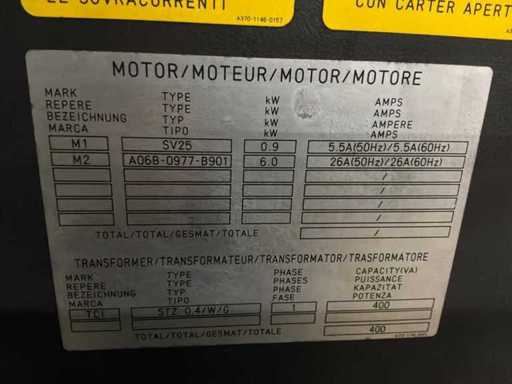 LE SOVRACORRENTI
A370-1146-0157
CON CARTER APERT
MOTOR/MOTEUR/MOTOR/MOTORE
MARK TYPE kW AMPS
REPERE TYPE kW AMPS
BEZEICHNUNG TYP kW AMPERE
MARCA TIPO kW AMPS
M1 SV25 0.9 5.5A(50Hz)/5.5A(60Hz)
M2 A06B-0977-B901 6.0 26A(50Hz)/26A(60Hz)
/
/
/
TOTAL/TOTAL/GESMAT/TOTALE /
TRANSFORMER/TRANSFORMATEUR/TRANSFORMATOR/TRASFORMATORE
MARK TYPE PHASE CAPACITY(VA)
REPERE TYPE PHASES PUISSANCE
BEZEICHNUNG TYP PHASE KAPAZITAT
MARCA TIPO FASE POTENZA
TC1 STZ 0.4/W/G 1 400
TOTAL/TOTAL/GESMAT/TOTALE 400